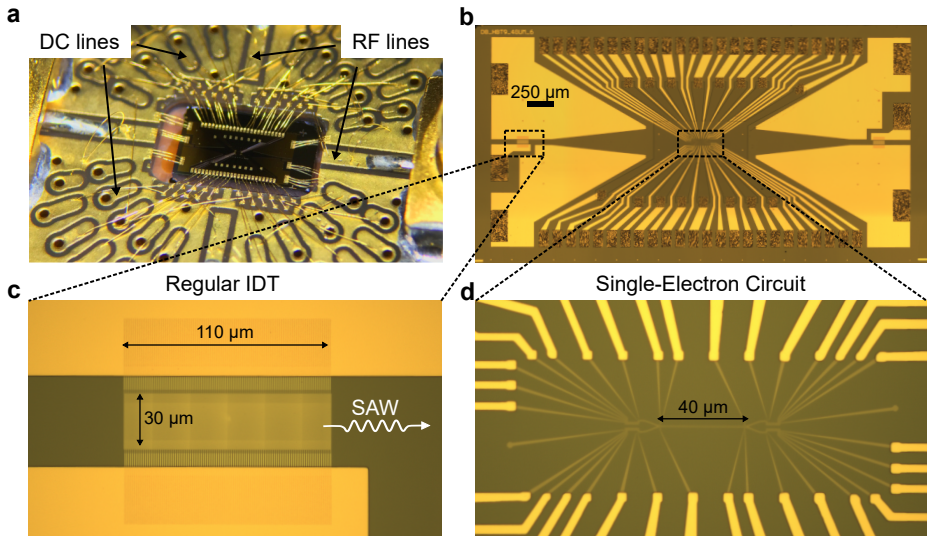 a
DC lines
RF lines
b
250 µm
c
Regular IDT
110 µm
30 µm
SAW
d
Single-Electron Circuit
40 µm